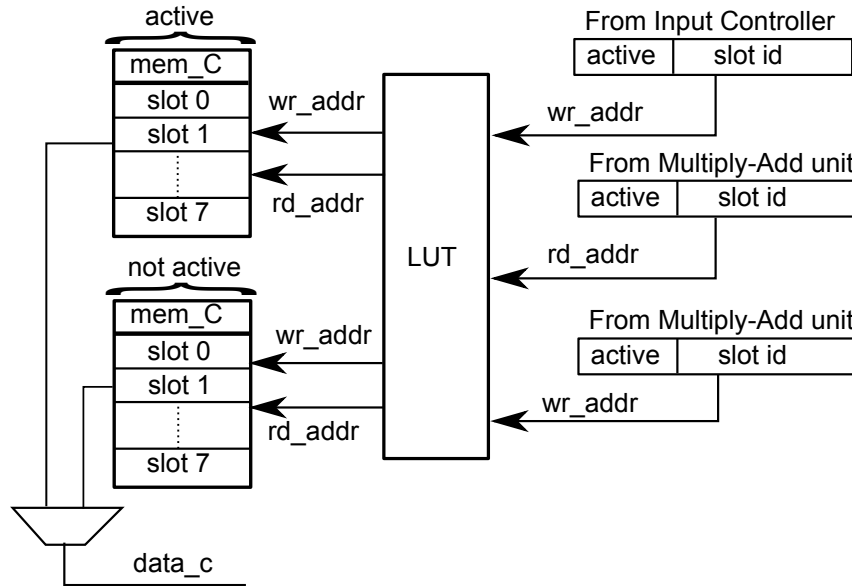 active
mem_C
slot 0
slot 1
slot 7
wr_addr
rd_addr
not active
mem_C
slot 0
slot 1
slot 7
wr_addr
rd_addr
data_c
LUT
From Input Controller
active slot id
wr_addr
From Multiply-Add unit
active slot id
rd_addr
From Multiply-Add unit
active slot id
wr_addr